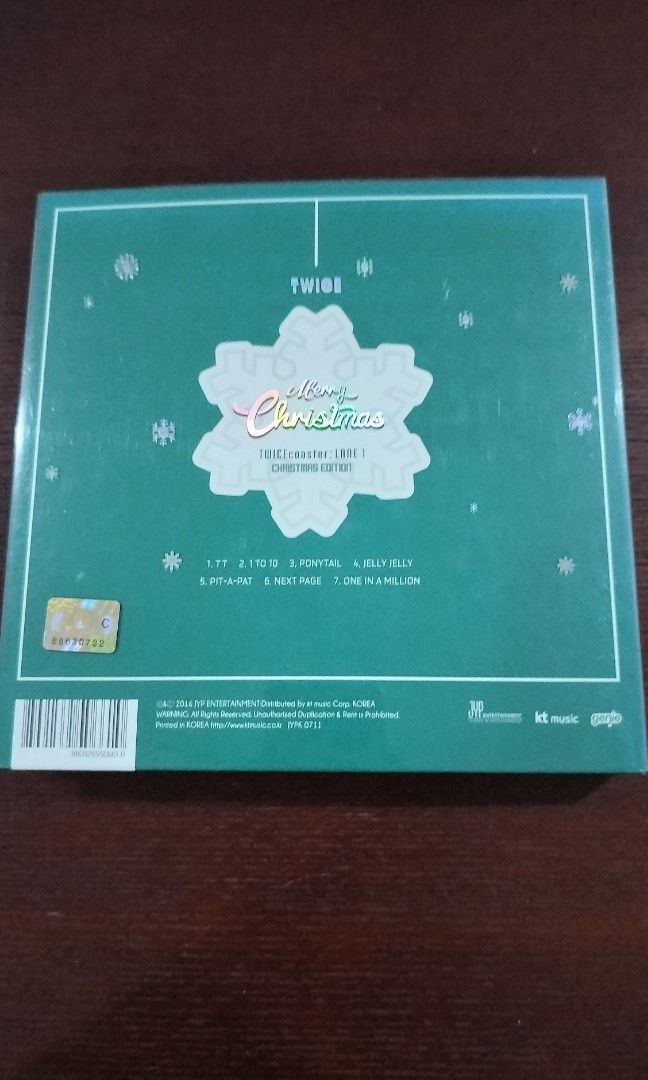 TWICE
Merry
Christmas
TWICEcoaster : LANE 1
CHRISTMAS EDITION
1. TT 2. 1 TO 10 3. PONYTAIL 4. JELLY JELLY
5. PIT-A-PAT 6. NEXT PAGE 7. ONE IN A MILLION
C
℗&© 2016 JYP ENTERTAINMENT·Distributed by kt music Corp. KOREA
WARNING: All Rights Reserved. Unauthorized Duplication & Rent is Prohibited.
Printed in KOREA http://www.ktmusic.co.kr JYPK 0711
JYP ENTERTAINMENT
kt music
genie